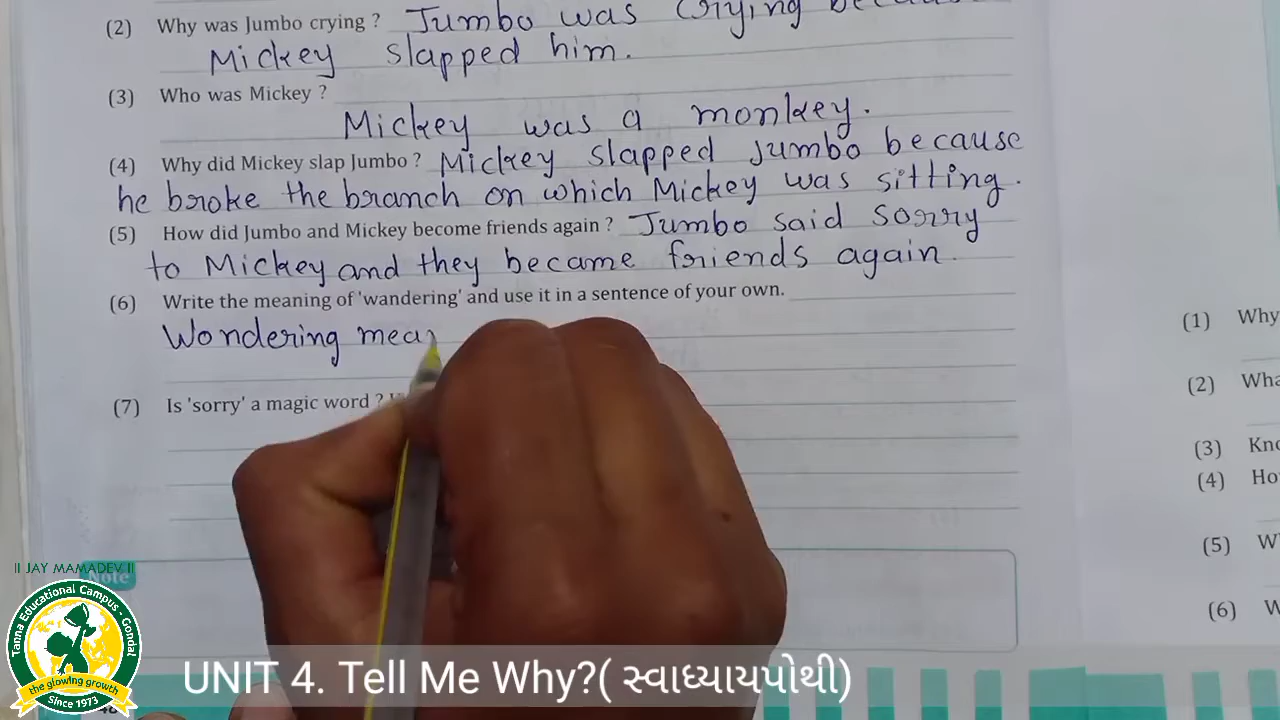 (2) Why was Jumbo crying ? Jumbo was crying
Mickey slapped him.
(3) Who was Mickey ?
Mickey was a monkey.
(4) Why did Mickey slap Jumbo ? Mickey slapped Jumbo because
he broke the branch on which Mickey was sitting.
(5) How did Jumbo and Mickey become friends again ? Jumbo said sorry
to Mickey and they became friends again.
(6) Write the meaning of 'wandering' and use it in a sentence of your own.
Wondering mean
(7) Is 'sorry' a magic word ?
(1) Why
(2) Wha
(3) Kno
(4) Ho
(5) W
(6) W
Note
|| JAY MAMADEV ||
Tanna Educational Campus - Gondal
the glowing growth
Since 1973
UNIT 4. Tell Me Why?( સ્વાધ્યાયપોથી)